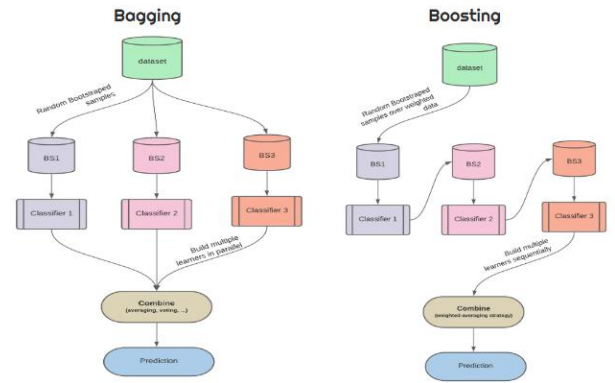 Bagging
dataset
Random Bootstraped
samples
BS1
BS2
BS3
Classifier 1
Classifier 2
Classifier 3
Build multiple
learners in parallel
Combine
(averaging, voting, ...)
Prediction
Boosting
dataset
Random Bootstraped
samples over weighted
data
BS1
BS2
BS3
Classifier 1
Classifier 2
Classifier 3
Build multiple
learners sequentially
Combine
(weighted averaging strategy)
Prediction